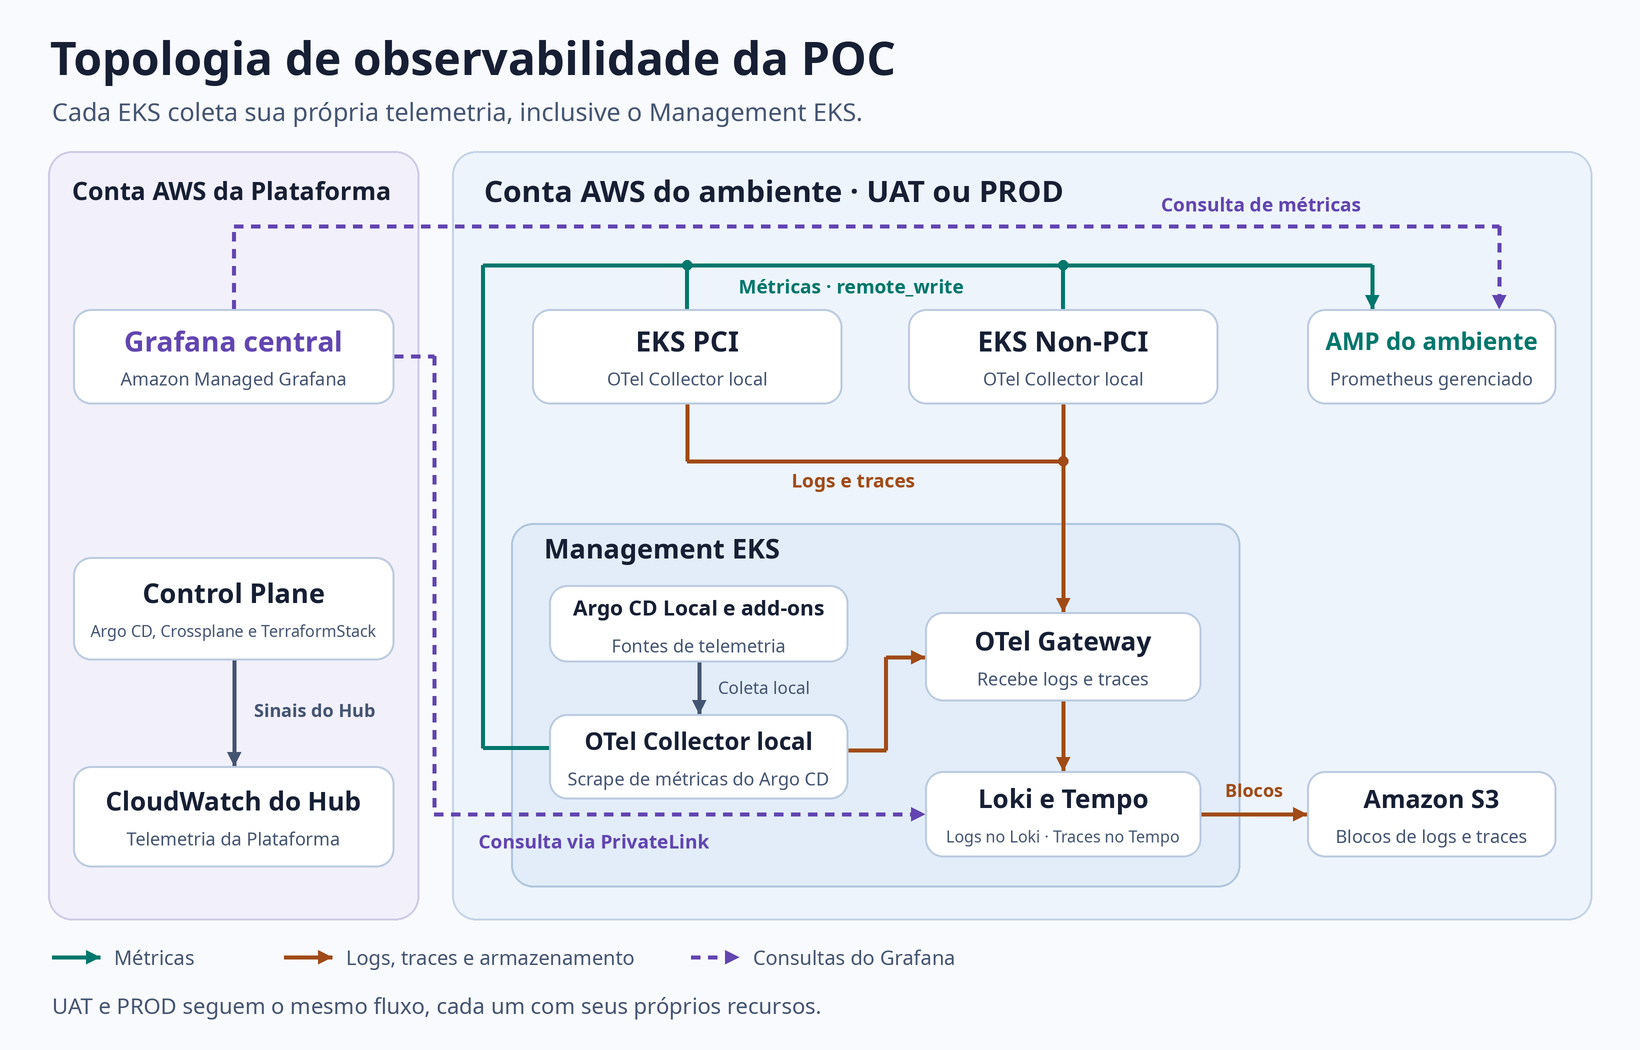 Topologia de observabilidade da POC
Cada EKS coleta sua própria telemetria, inclusive o Management EKS.
Conta AWS da Plataforma
Conta AWS do ambiente · UAT ou PROD
Consulta de métricas
Métricas · remote_write
Grafana central
Amazon Managed Grafana
EKS PCI
OTel Collector local
EKS Non-PCI
OTel Collector local
AMP do ambiente
Prometheus gerenciado
Logs e traces
Management EKS
Control Plane
Argo CD, Crossplane e TerraformStack
Argo CD Local e add-ons
Fontes de telemetria
OTel Gateway
Recebe logs e traces
Coleta local
Sinais do Hub
OTel Collector local
Scrape de métricas do Argo CD
CloudWatch do Hub
Telemetria da Plataforma
Loki e Tempo
Logs no Loki · Traces no Tempo
Blocos
Amazon S3
Blocos de logs e traces
Consulta via PrivateLink
Métricas
Logs, traces e armazenamento
Consultas do Grafana
UAT e PROD seguem o mesmo fluxo, cada um com seus próprios recursos.